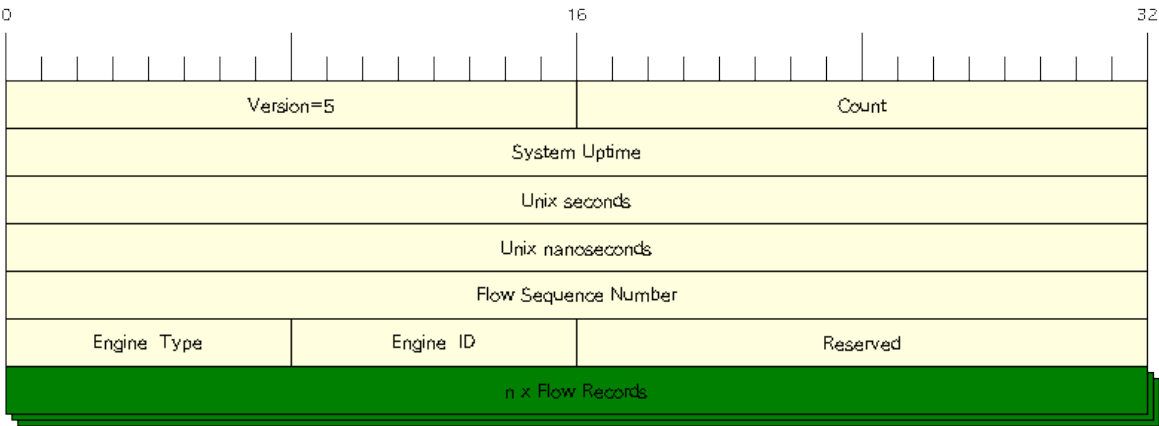 0 16 32
Version=5 Count
System Uptime
Unix seconds
Unix nanoseconds
Flow Sequence Number
Engine Type Engine ID Reserved
n x Flow Records